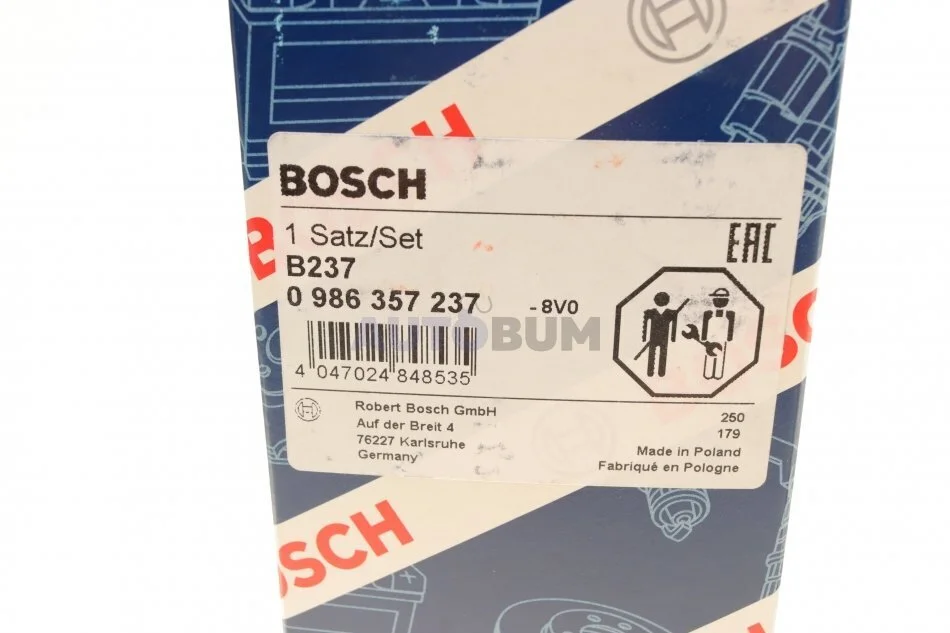 BOSCH
1 Satz/Set
B237
0 986 357 237 - 8V0
EAC
AUTOBUM
4 047024 848535
Robert Bosch GmbH
Auf der Breit 4
76227 Karlsruhe
Germany
250
179
Made in Poland
Fabriqué en Pologne
OSCH